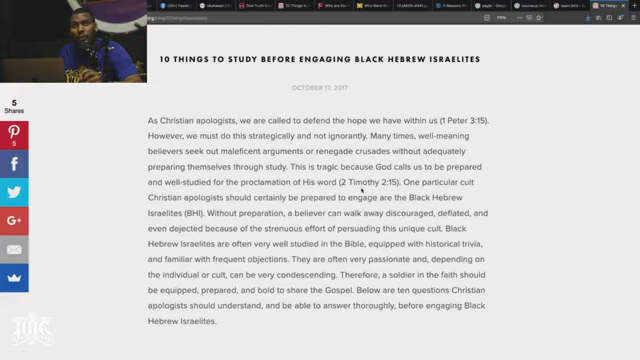 10 THINGS TO STUDY BEFORE ENGAGING BLACK HEBREW ISRAELITES
OCTOBER 17, 2017
5
Shares
As Christian apologists, we are called to defend the hope we have within us (1 Peter 3:15).
However, we must do this strategically and not ignorantly. Many times, well-meaning
believers seek out maleficent arguments or renegade crusades without adequately
preparing themselves through study. This is tragic because God calls us to be prepared
and well-studied for the proclamation of His word (2 Timothy 2:15). One particular cult
Christian apologists should certainly be prepared to engage are the Black Hebrew
Israelites (BHI). Without preparation, a believer can walk away discouraged, deflated, and
even dejected because of the strenuous effort of persuading this unique cult. Black
Hebrew Israelites are often very well studied in the Bible, equipped with historical trivia,
and familiar with frequent objections. They are often very passionate and, depending on
the individual or cult, can be very condescending. Therefore, a soldier in the faith should
be equipped, prepared, and bold to share the Gospel. Below are ten questions Christian
apologists should understand, and be able to answer thoroughly, before engaging Black
Hebrew Israelites.
IUIC